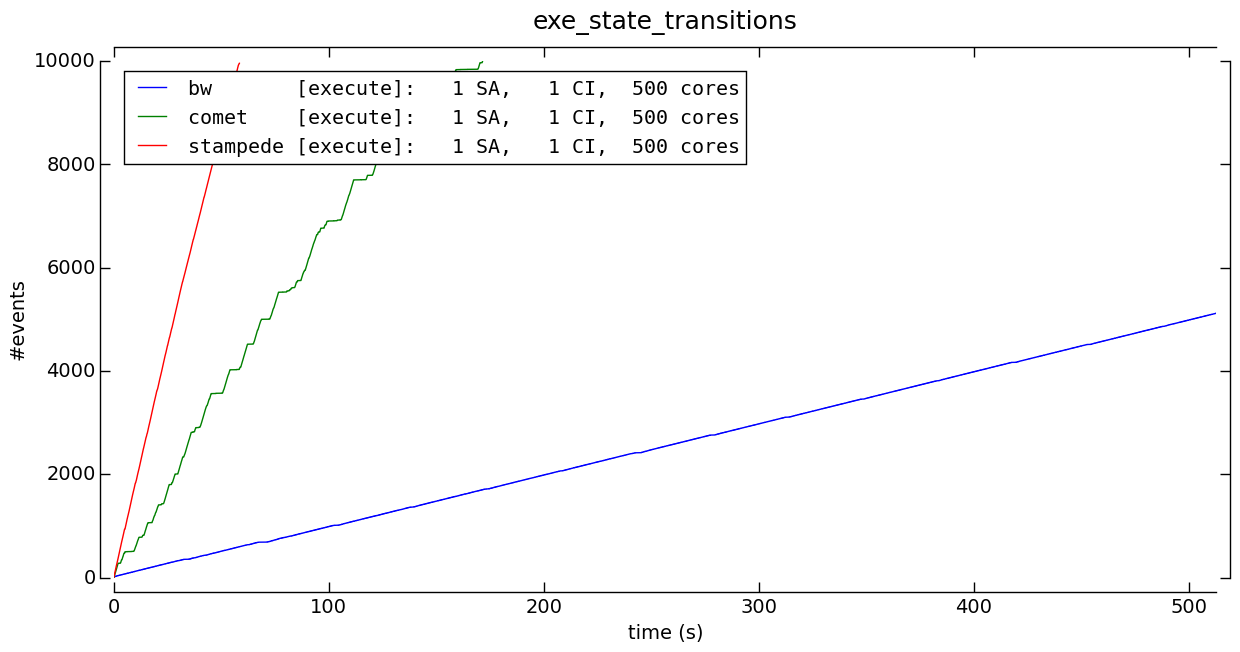 exe_state_transitions
10000
8000
6000
4000
2000
0
#events
bw       [execute]:   1 SA,   1 CI,  500 cores
comet    [execute]:   1 SA,   1 CI,  500 cores
stampede [execute]:   1 SA,   1 CI,  500 cores
0 100 200 300 400 500
time (s)